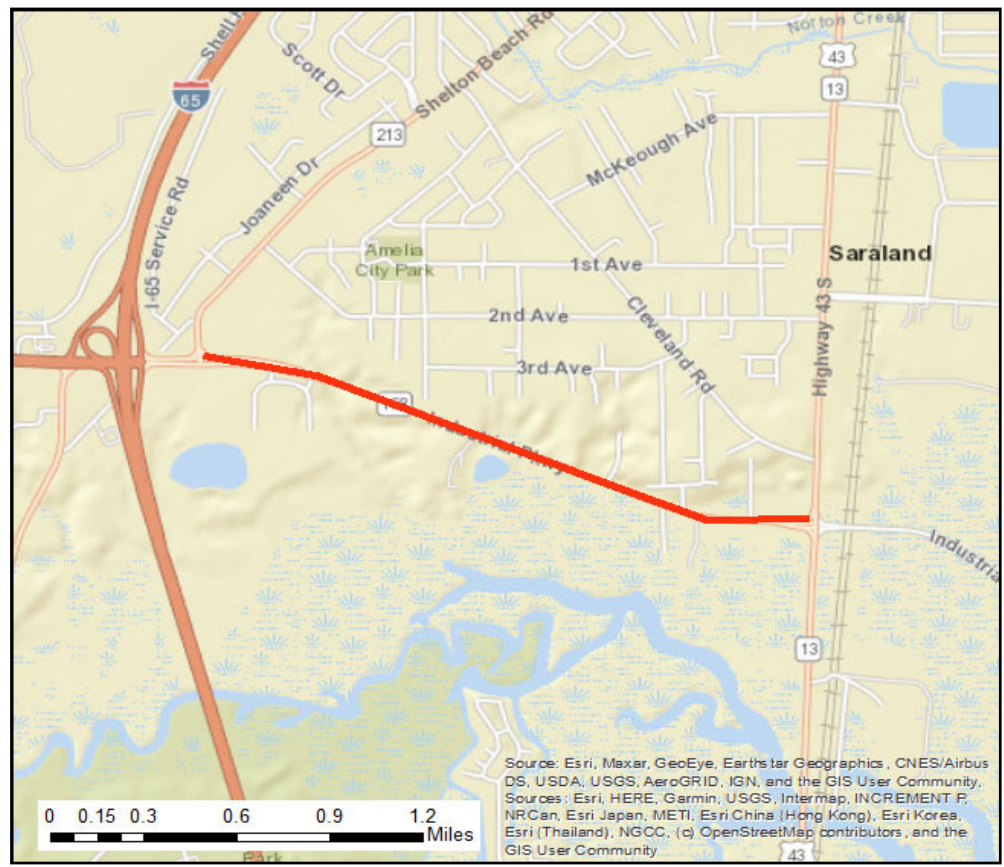 Shell
Norton Creek
43
Scott Dr
Shelton Beach Rd
65
13
213
McKeough Ave
Joaneen Dr
I-65 Service Rd
Amelia
City Park
1st Ave
Saraland
2nd Ave
Cleveland Rd
Highway 43 S
3rd Ave
Industrial Pkwy
Industria
13
Source: Esri, Maxar, GeoEye, Earthstar Geographics, CNES/Airbus
DS, USDA, USGS, AeroGRID, IGN, and the GIS User Community,
Sources: Esri, HERE, Garmin, USGS, Intermap, INCREMENT P,
NRCan, Esri Japan, METI, Esri China (Hong Kong), Esri Korea,
Esri (Thailand), NGCC, (c) OpenStreetMap contributors, and the
GIS User Community
0 0.15 0.3 0.6 0.9 1.2
Miles
Park
43